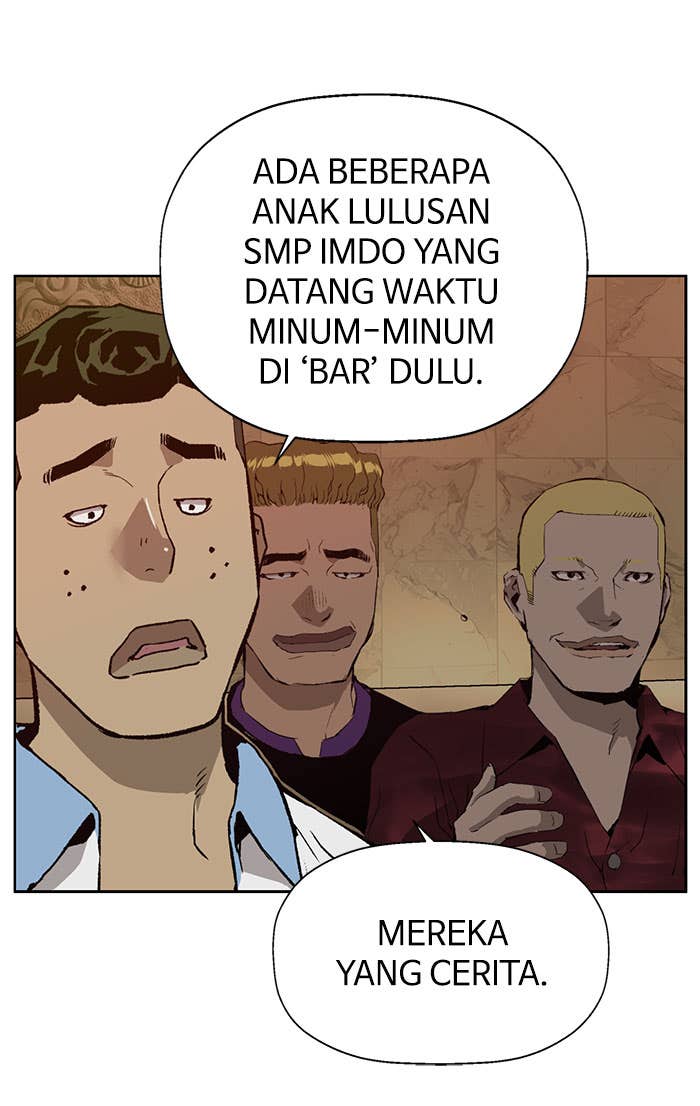 ADA BEBERAPA
ANAK LULUSAN
SMP IMDO YANG
DATANG WAKTU
MINUM-MINUM
DI ‘BAR’ DULU.
MEREKA
YANG CERITA.